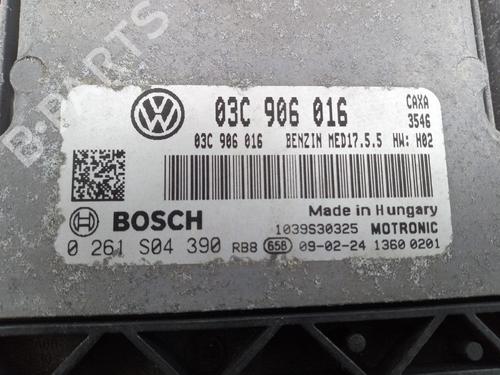 03C 906 016 CAXA
3546
03C 906 016 BENZIN MED17.5.5 HW: H02
Made in Hungary
BOSCH 1039S30325 MOTRONIC
0 261 S04 390 RBB 658 09-02-24 1360 0201
B-PARTS